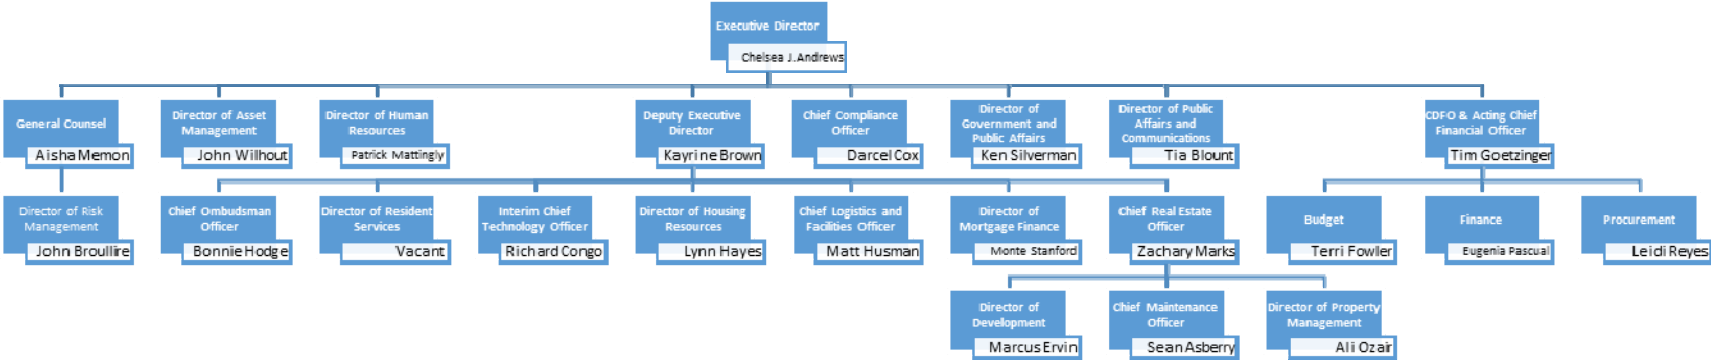 Executive Director
Chelsea J. Andrews
General Counsel
Aisha Memon
Director of Asset
Management
John Wilhout
Director of Human
Resources
Patrick Mattingly
Deputy Executive
Director
Kayrine Brown
Chief Compliance
Officer
Darcel Cox
Director of
Government and
Public Affairs
Ken Silverman
Director of Public
Affairs and
Communications
Tia Blount
CDFO & Acting Chief
Financial Officer
Tim Goetzinger
Director of Risk
Management
John Broullire
Chief Ombudsman
Officer
Bonnie Hodge
Director of Resident
Services
Vacant
Interim Chief
Technology Officer
Richard Congo
Director of Housing
Resources
Lynn Hayes
Chief Logistics and
Facilities Officer
Matt Husman
Director of
Mortgage Finance
Monte Stanford
Chief Real Estate
Officer
Zachary Marks
Budget
Terri Fowler
Finance
Eugenia Pascual
Procurement
Leidi Reyes
Director of
Development
Marcus Ervin
Chief Maintenance
Officer
Sean Asberry
Director of Property
Management
Ali Ozair